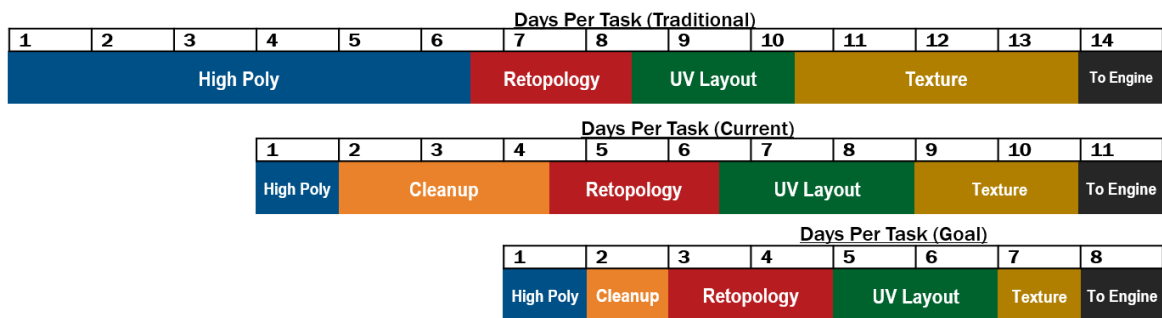 Days Per Task (Traditional)
1 2 3 4 5 6 7 8 9 10 11 12 13 14
High Poly Retopology UV Layout Texture To Engine
Days Per Task (Current)
1 2 3 4 5 6 7 8 9 10 11
High Poly Cleanup Retopology UV Layout Texture To Engine
Days Per Task (Goal)
1 2 3 4 5 6 7 8
High Poly Cleanup Retopology UV Layout Texture To Engine